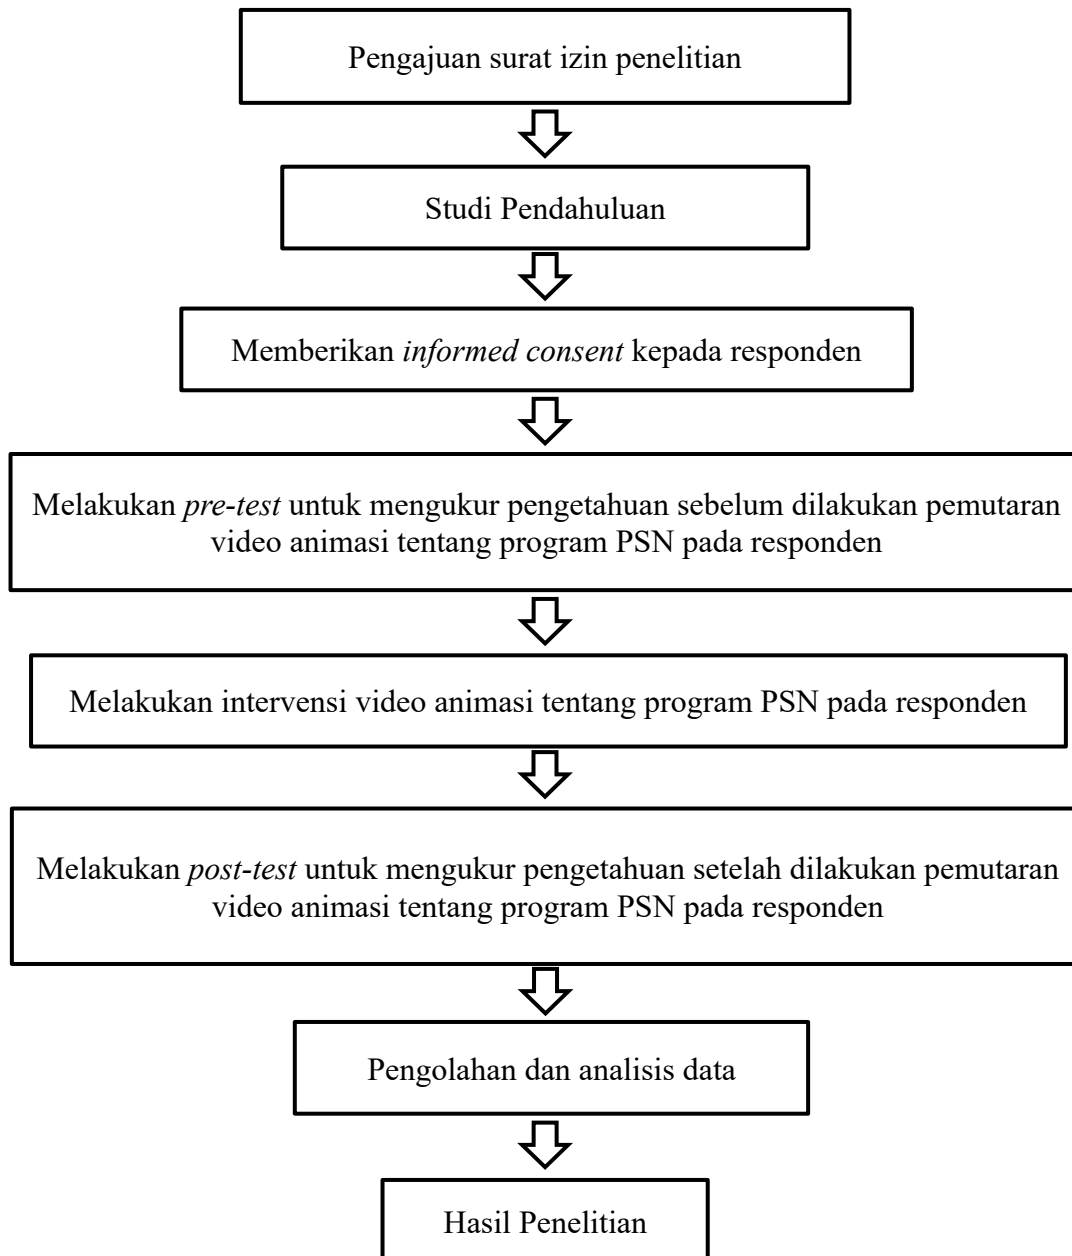 Pengajuan surat izin penelitian
Studi Pendahuluan
Memberikan informed consent kepada responden
Melakukan pre-test untuk mengukur pengetahuan sebelum dilakukan pemutaran
video animasi tentang program PSN pada responden
Melakukan intervensi video animasi tentang program PSN pada responden
Melakukan post-test untuk mengukur pengetahuan setelah dilakukan pemutaran
video animasi tentang program PSN pada responden
Pengolahan dan analisis data
Hasil Penelitian